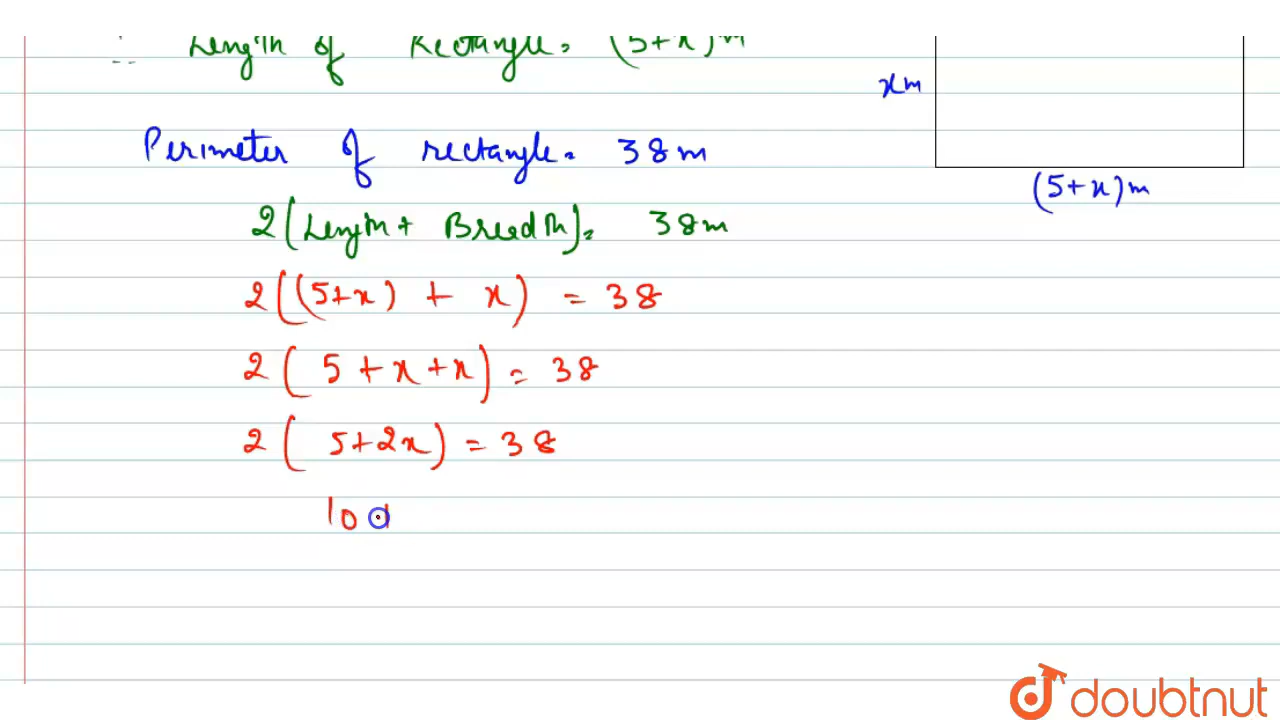 ∴ Length of Rectangle = (5+x)m
xm
(5+x)m
Perimeter of rectangle = 38m
2(Length + Breadth) = 38m
2((5+x) + x) = 38
2(5+x+x) = 38
2(5+2x) = 38
10
doubtnut